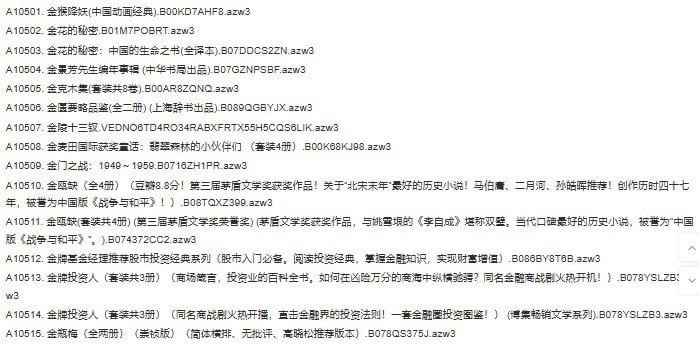 A10501. 金猴降妖(中国动画经典).B00KD7AHF8.azw3
A10502. 金花的秘密.B01M7POBRT.azw3
A10503. 金花的秘密：中国的生命之书(全译本).B07DDCS2ZN.azw3
A10504. 金景芳先生编年事辑 (中华书局出品).B07GZNPSBF.azw3
A10505. 金克木集(套装共8卷).B00AR8ZQNQ.azw3
A10506. 金匮要略品鉴(全二册) (上海辞书出品).B089QGBYJX.azw3
A10507. 金陵十三钗.VEDNO6TD4RO34RABXFRTX55H5CQS6LIK.azw3
A10508. 金麦田国际获奖童话：翡翠森林的小伙伴们 （套装4册）.B00K68KJ98.azw3
A10509. 金门之战：1949～1959.B0716ZH1PR.azw3
A10510. 金瓯缺（全4册）（豆瓣8.8分！第三届茅盾文学奖获奖作品！关于“北宋末年”最好的历史小说！马伯庸、二月河、孙皓晖推荐！创作历时四十七
年，被誉为中国版《战争与和平》！）.B08TQXZ399.azw3
A10511. 金瓯缺(套装共4册) (第三届茅盾文学奖荣誉奖) (茅盾文学奖获奖作品，与姚雪垠的《李自成》堪称双璧。当代口碑最好的历史小说，被誉为“中国
版《战争与和平》”。).B074372CC2.azw3
A10512. 金牌基金经理推荐股市投资经典系列（股市入门必备。阅读投资经典，掌握金融知识，实现财富增值）.B086BY8T6B.azw3
A10513. 金牌投资人（套装共3册）（商场箴言，投资业的百科全书。如何在凶险万分的商海中纵横驰骋？同名金融商战剧火热开机！）.B078YSLZB3.az
w3
A10514. 金牌投资人（套装共3册）（同名商战剧火热开播，直击金融界的投资法则！一套金融圈投资图鉴！） (博集畅销文学系列).B078YSLZB3.azw3
A10515. 金瓶梅（全两册）（崇祯版）（简体横排、无批评、高晓松推荐版本）.B078QS375J.azw3